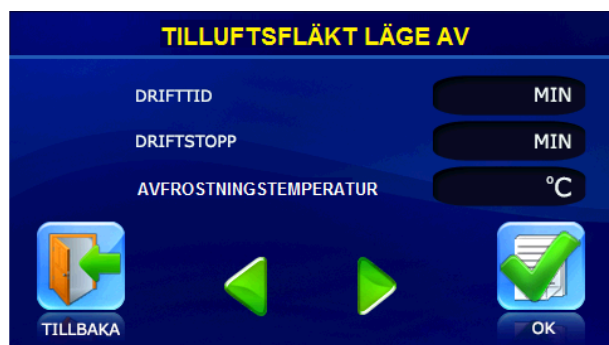 TILLUFTSFLÄKT LÄGE AV
DRIFTTID MIN
DRIFTSTOPP MIN
AVFROSTNINGSTEMPERATUR °C
TILLBAKA OK